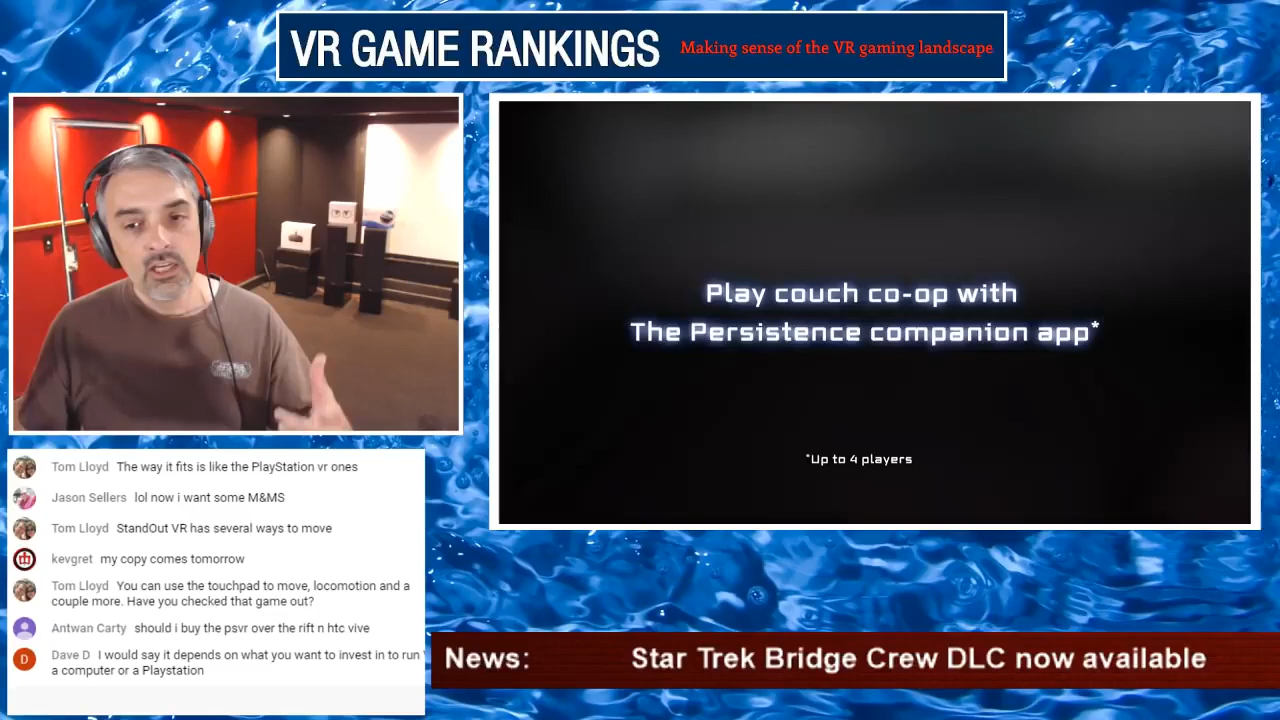 VR GAME RANKINGS Making sense of the VR gaming landscape
Play couch co-op with
The Persistence companion app*
*Up to 4 players
Tom Lloyd The way it fits is like the PlayStation vr ones
Jason Sellers lol now i want some M&MS
Tom Lloyd StandOut VR has several ways to move
kevgret my copy comes tomorrow
Tom Lloyd You can use the touchpad to move, locomotion and a
couple more. Have you checked that game out?
Antwan Carty should i buy the psvr over the rift n htc vive
D Dave D I would say it depends on what you want to invest in to run
a computer or a Playstation
News: Star Trek Bridge Crew DLC now available